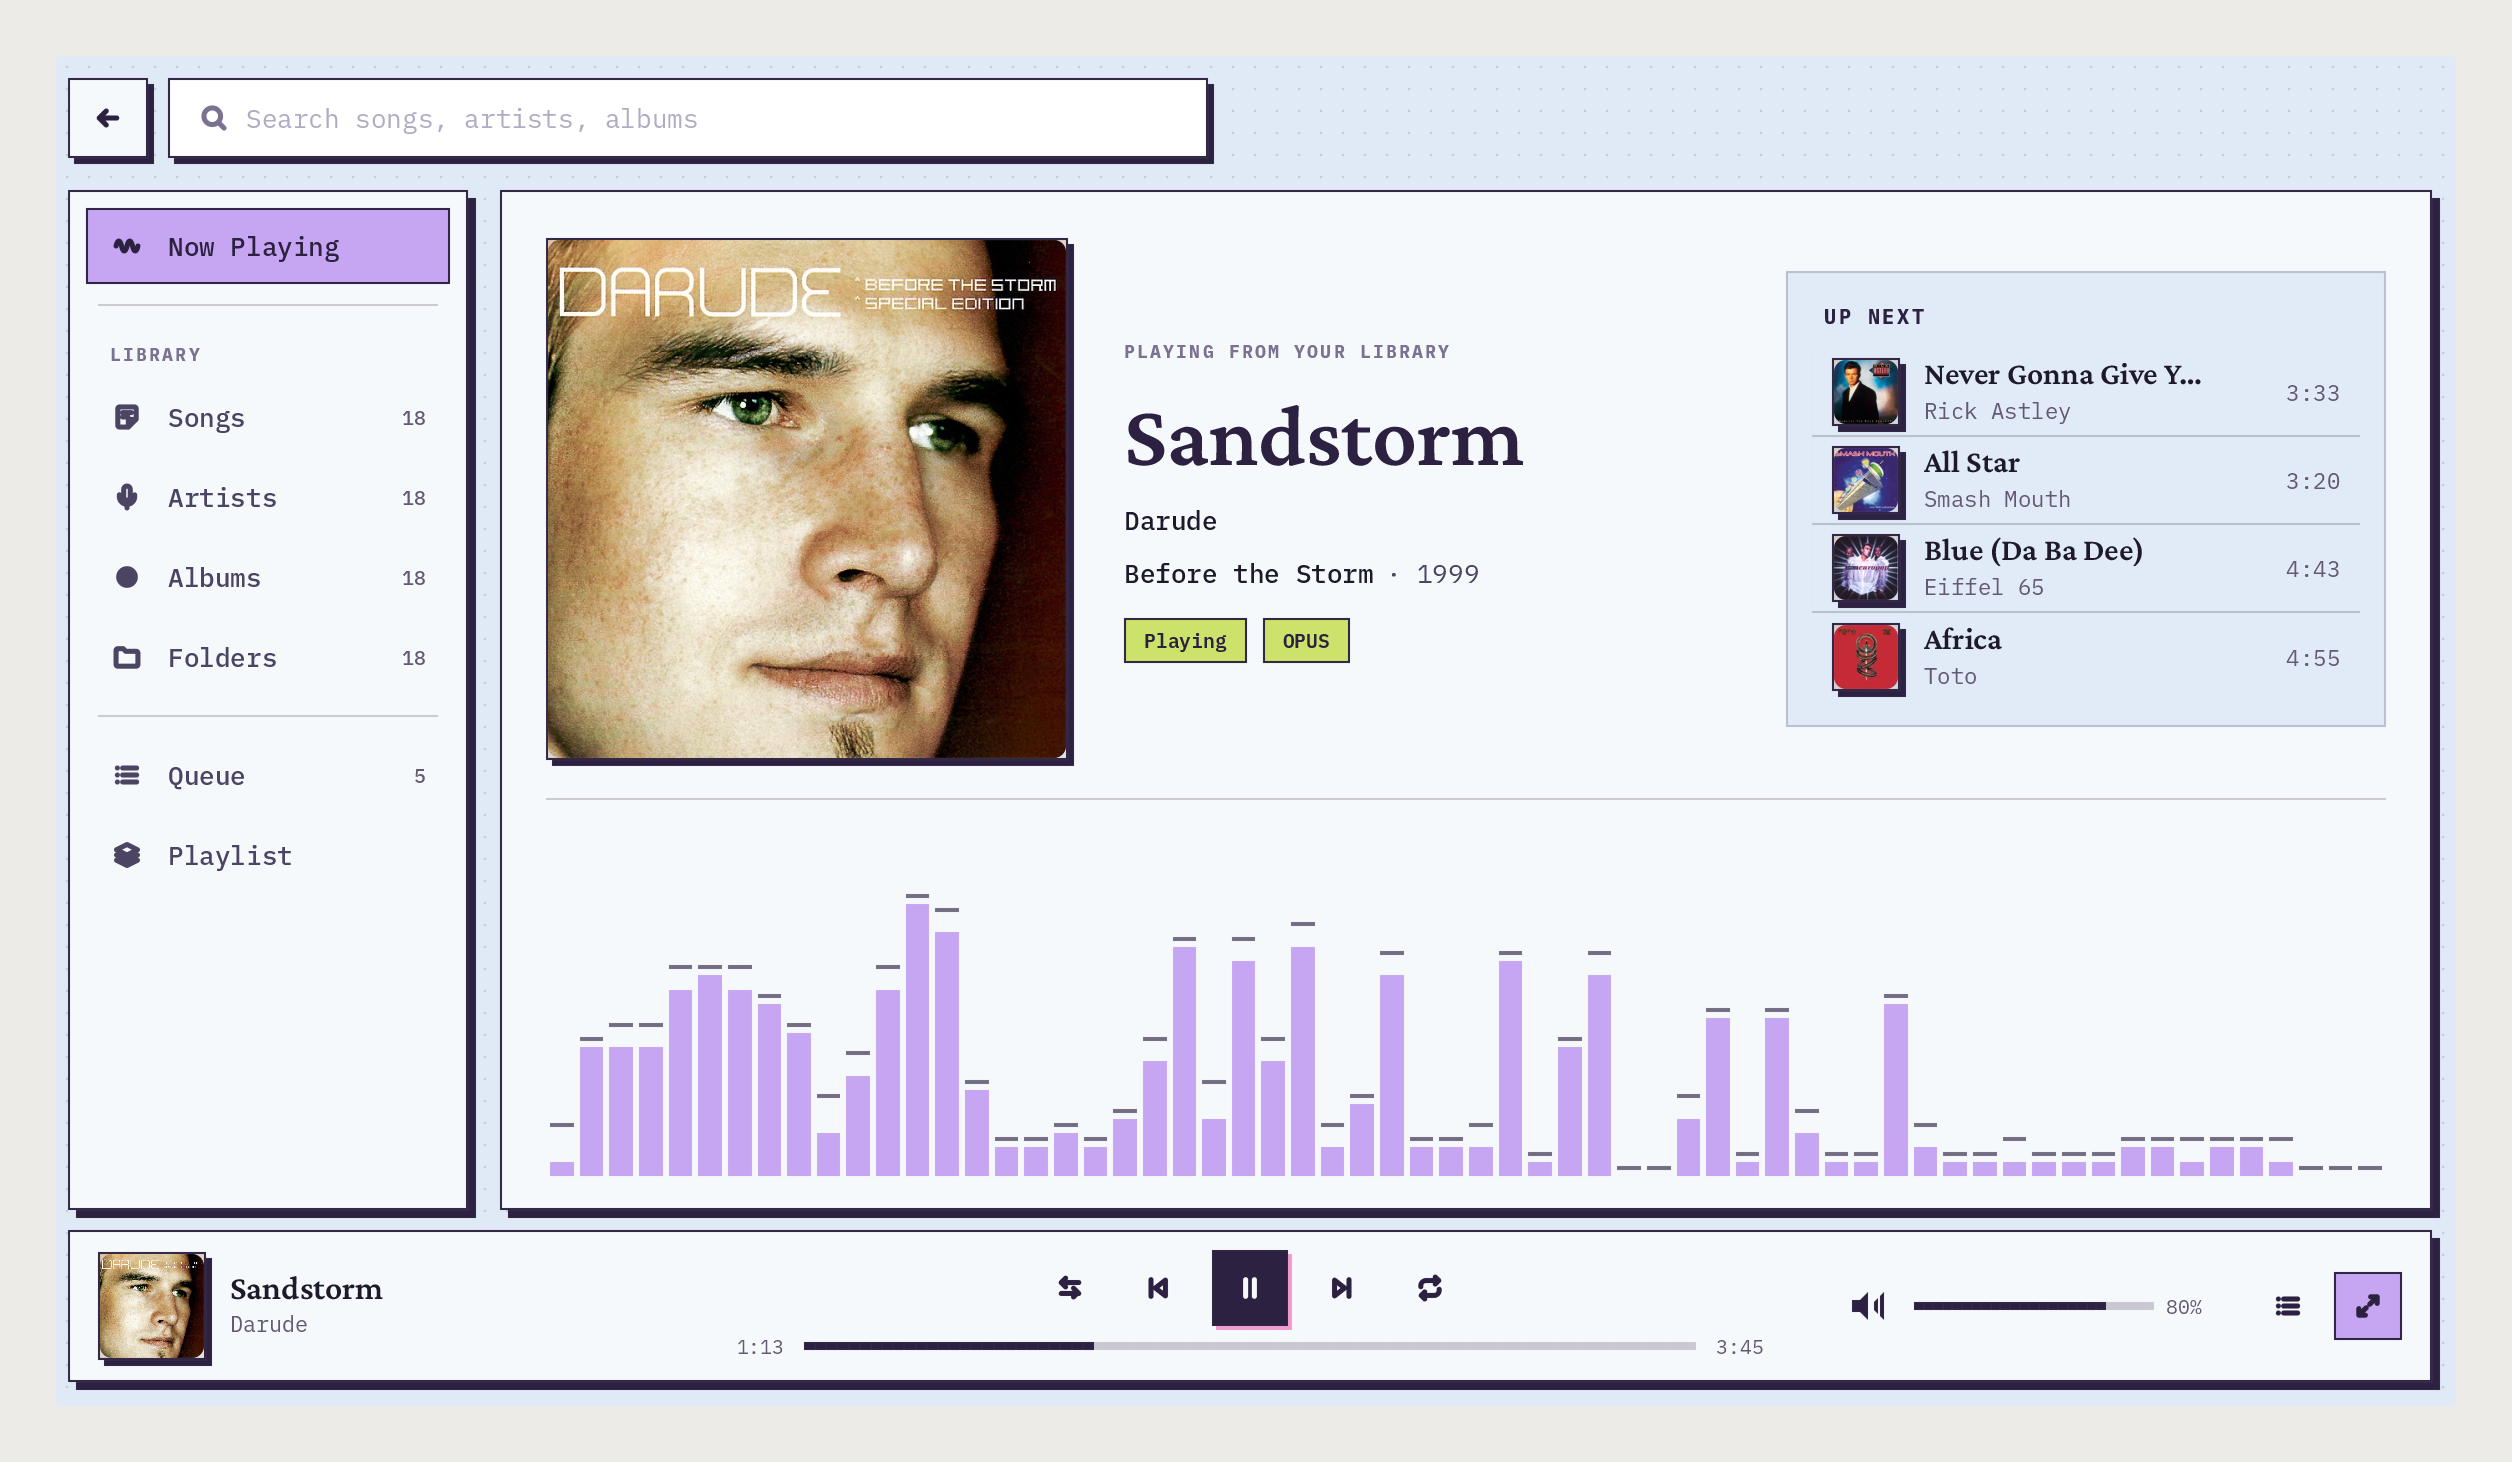 Search songs, artists, albums
Now Playing
LIBRARY
Songs 18
Artists 18
Albums 18
Folders 18
Queue 5
Playlist
DARUDE
^BEFORE THE STORM
^SPECIAL EDITION
PLAYING FROM YOUR LIBRARY
Sandstorm
Darude
Before the Storm · 1999
Playing OPUS
UP NEXT
Never Gonna Give Y...
Rick Astley
3:33
SMASH MOUTH
All Star
Smash Mouth
3:20
Blue (Da Ba Dee)
Eiffel 65
4:43
Africa
Toto
4:55
DARUDE
Sandstorm
Darude
1:13
3:45
80%